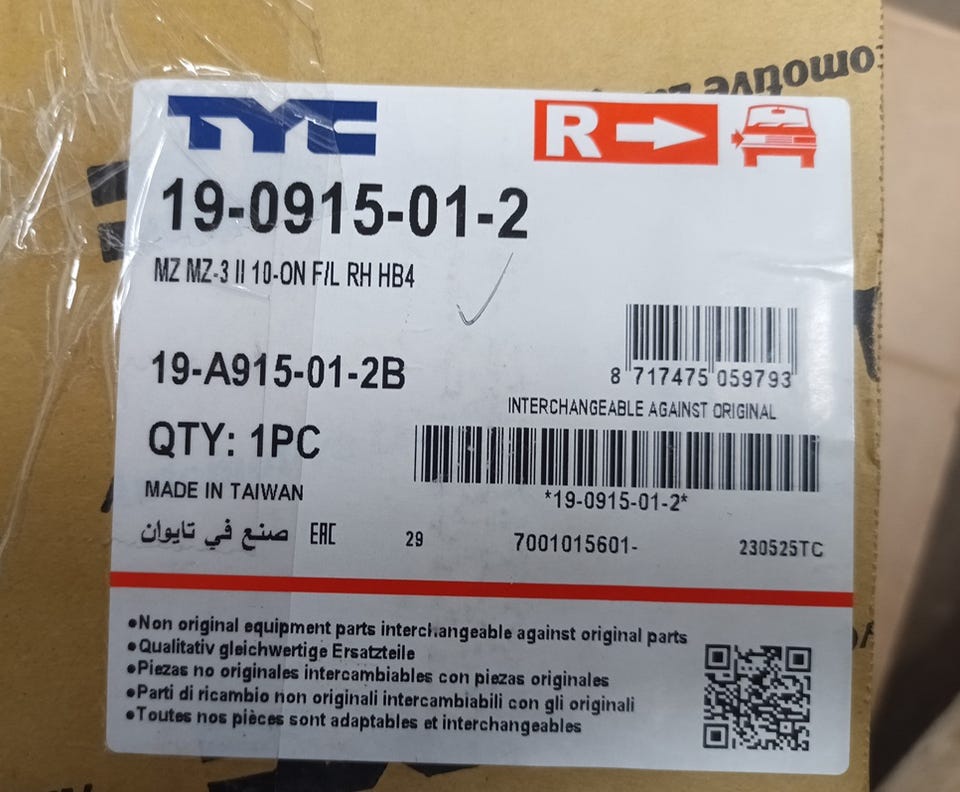 omotive
TYC
R
19-0915-01-2
MZ MZ-3 II 10-ON F/L RH HB4
19-A915-01-2B
8 717475 059793
INTERCHANGEABLE AGAINST ORIGINAL
QTY: 1PC
*19-0915-01-2*
MADE IN TAIWAN
صنع في تايوان EAC 29 7001015601- 230525TC
•Non original equipment parts interchangeable against original parts
•Qualitativ gleichwertige Ersatzteile
•Piezas no originales intercambiables con piezas originales
•Parti di ricambio non originali intercambiabili con gli originali
•Toutes nos pièces sont adaptables et interchangeables